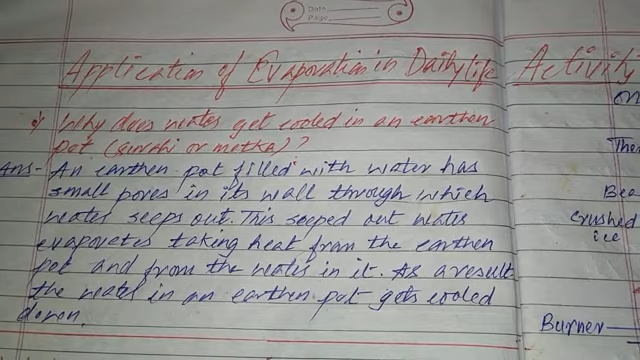 Date
Page
Application of Evaporation in Daily life
Why does water get cooled in an earthen
pot (surahi or matka)?
Ans- An earthen pot filled with water has
small pores in its wall through which
water seeps out. This seeped out water
evaporates taking heat from the earthen
pot and from the water in it. As a result
the water in an earthen pot gets cooled
down.
Activity
on
Ther
Bea
Crushed
ice
Burner